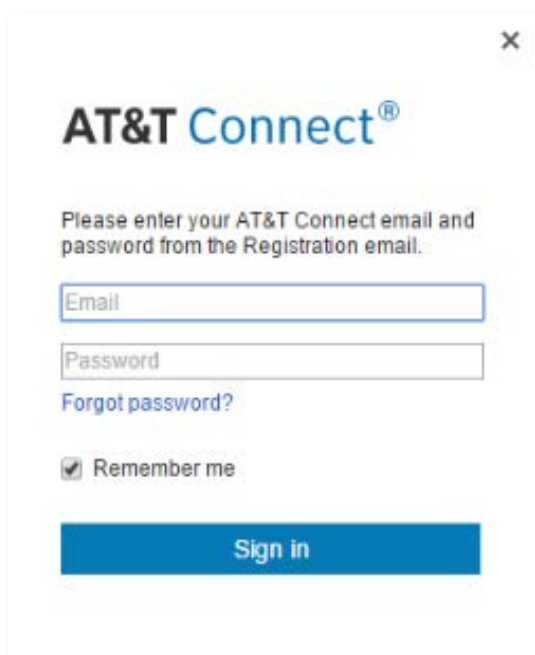 ×
AT&T Connect®
Please enter your AT&T Connect email and
password from the Registration email.
Email
Password
Forgot password?
Remember me
Sign in